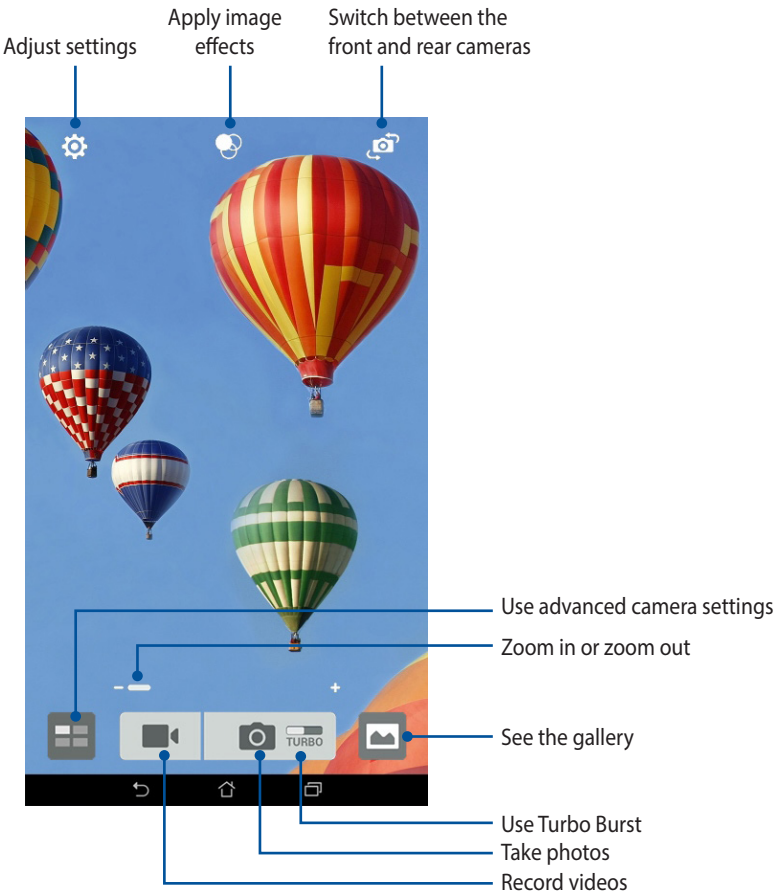 Apply image
effects
Switch between the
front and rear cameras
Adjust settings
Use advanced camera settings
Zoom in or zoom out
TURBO
See the gallery
Use Turbo Burst
Take photos
Record videos